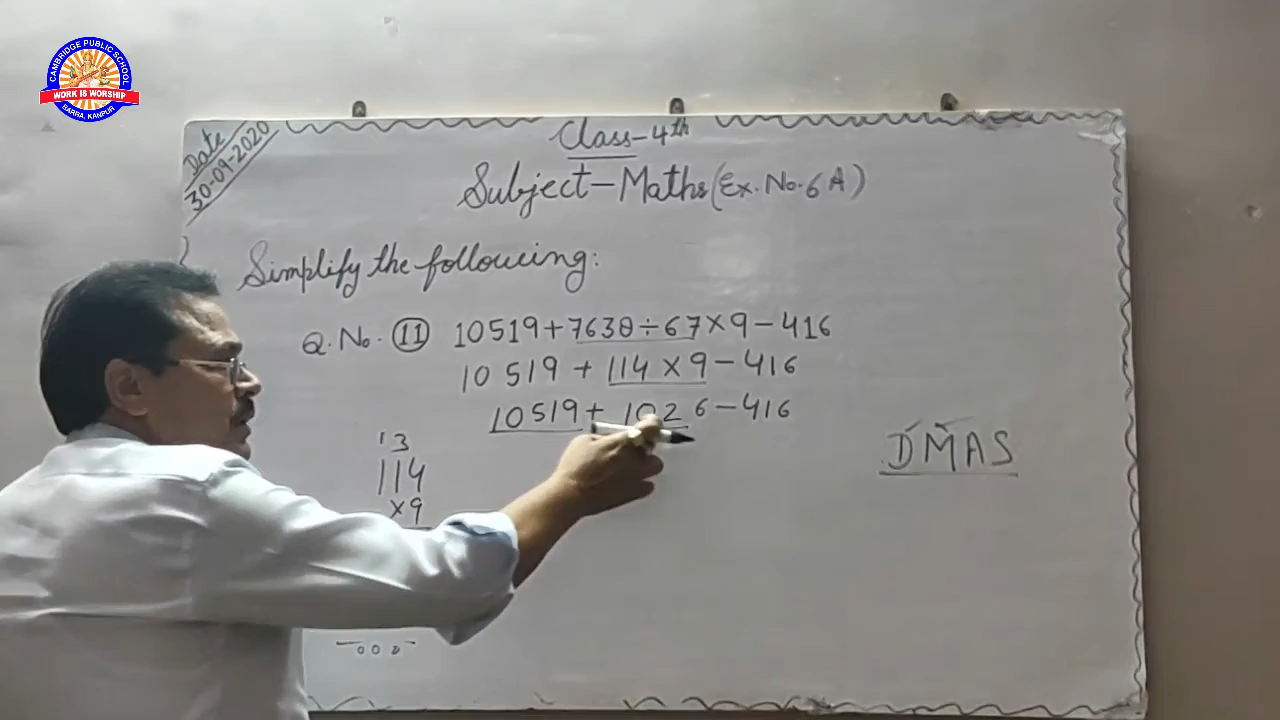 CAMBRIDGE PUBLIC SCHOOL
WORK IS WORSHIP
BARRA, KANPUR
Date
30-09-2020
Class-4th
Subject-Maths(Ex.No.6A)
Simplify the following:
Q.No. 11 10519+7638÷67×9-416
10519+114×9-416
10519+1026-416
13
114
×9
DMAS
000